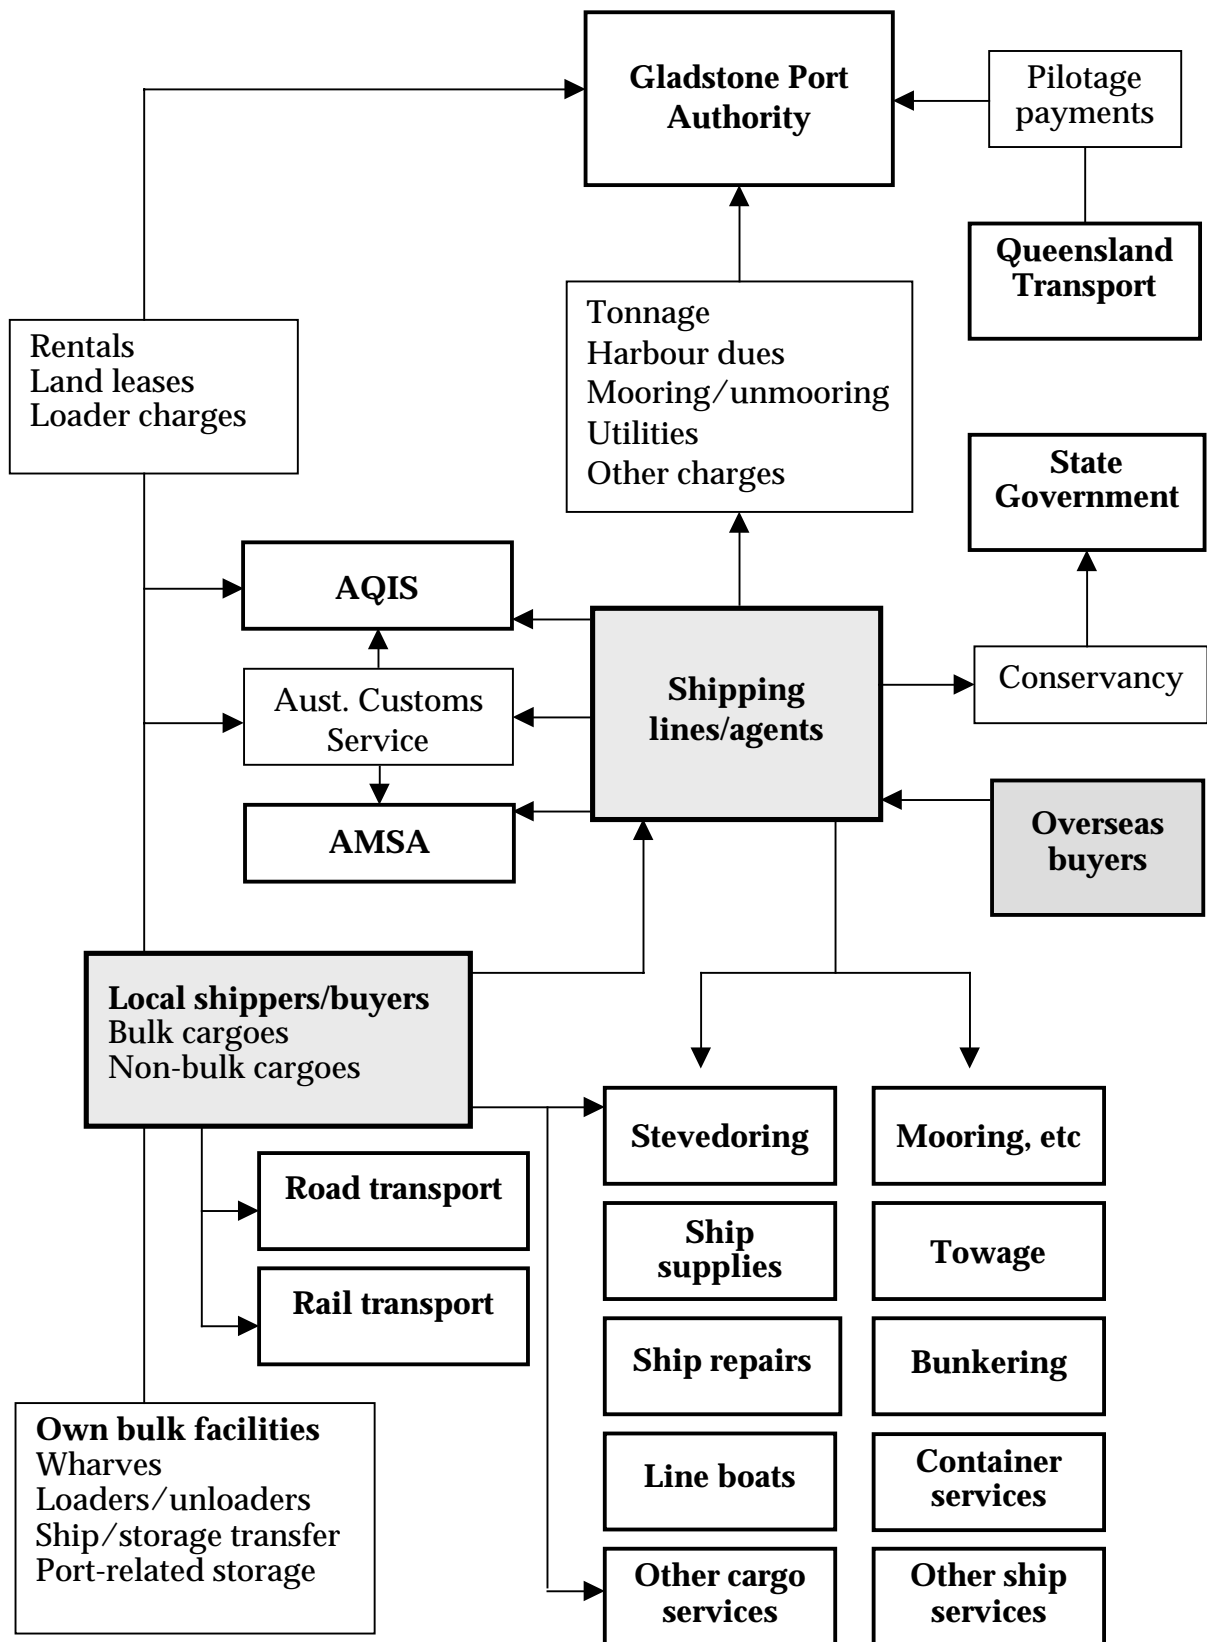 Gladstone Port
Authority
Pilotage
payments
Queensland
Transport
Rentals
Land leases
Loader charges
Tonnage
Harbour dues
Mooring/unmooring
Utilities
Other charges
State
Government
AQIS
Aust. Customs
Service
AMSA
Shipping
lines/agents
Conservancy
Overseas
buyers
Local shippers/buyers
Bulk cargoes
Non-bulk cargoes
Stevedoring
Mooring, etc
Road transport
Ship
supplies
Towage
Rail transport
Ship repairs
Bunkering
Own bulk facilities
Wharves
Loaders/unloaders
Ship/storage transfer
Port-related storage
Line boats
Container
services
Other cargo
services
Other ship
services